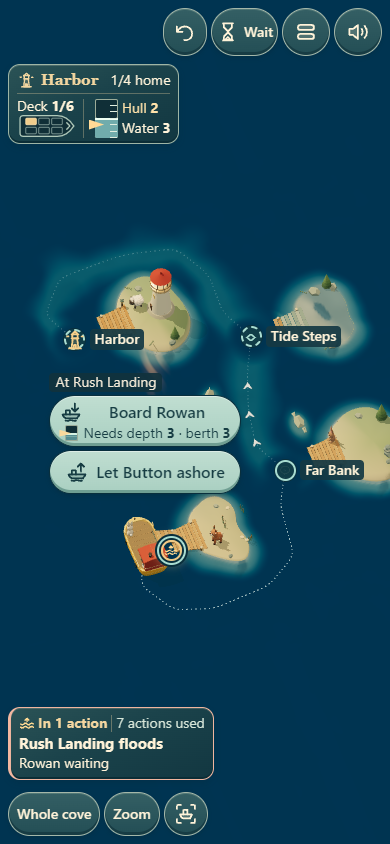 Wait
Harbor 1/4 home
Deck 1/6
Hull 2
Water 3
Harbor
Tide Steps
At Rush Landing
Board Rowan
Needs depth 3 · berth 3
Far Bank
Let Button ashore
In 1 action | 7 actions used
Rush Landing floods
Rowan waiting
Whole cove
Zoom